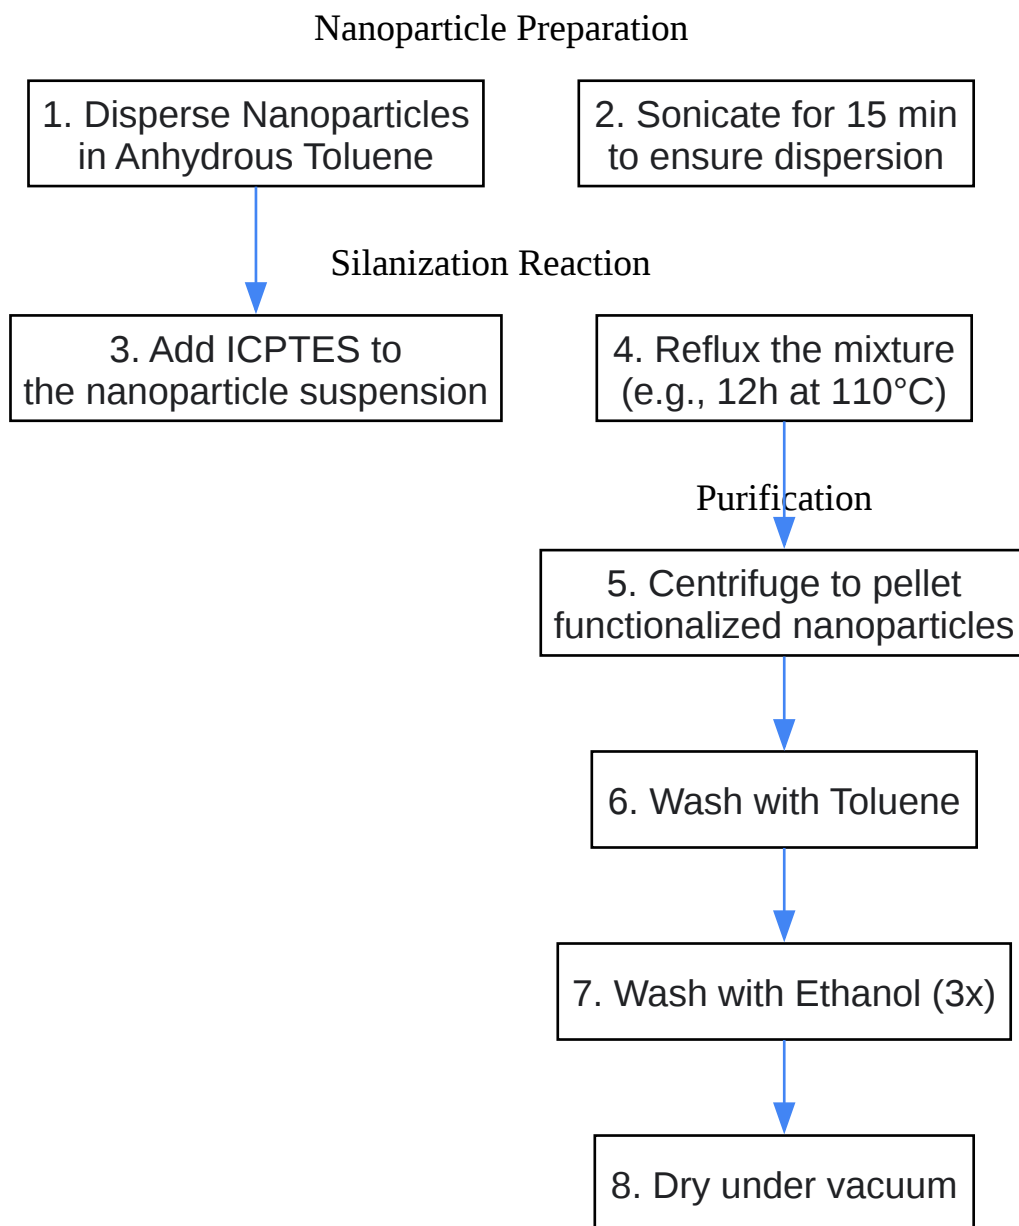 Nanoparticle Preparation
1. Disperse Nanoparticles
in Anhydrous Toluene
2. Sonicate for 15 min
to ensure dispersion
Silanization Reaction
3. Add ICPTES to
the nanoparticle suspension
4. Reflux the mixture
(e.g., 12h at 110°C)
Purification
5. Centrifuge to pellet
functionalized nanoparticles
6. Wash with Toluene
7. Wash with Ethanol (3x)
8. Dry under vacuum